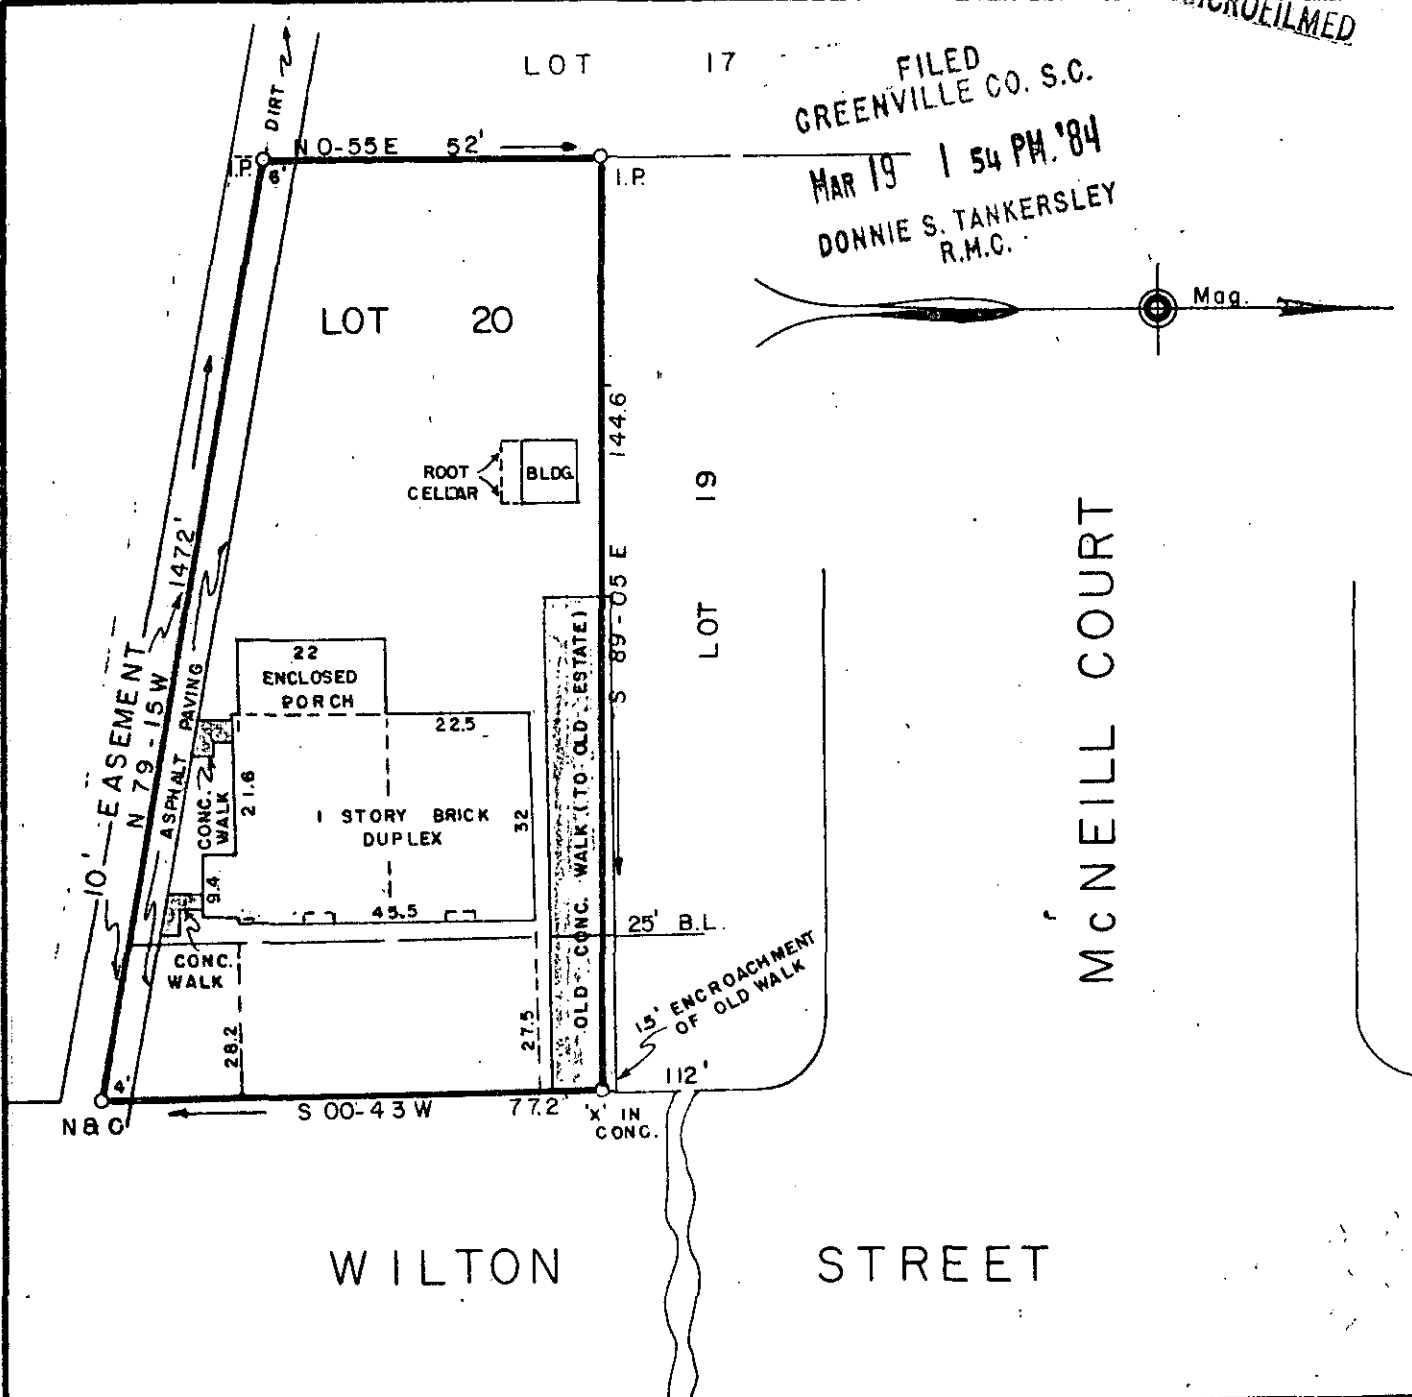 MICROFILMED
LOT 17
FILED
GREENVILLE CO. S.C.
MAR 19 1 54 PM.'84
DONNIE S. TANKERSLEY
R.M.C.
DIRT
N 0-55 E 52'
I.P.
6'
I.P.
Mag.
LOT 20
144.6'
ROOT
CELLAR
BLDG.
S 89-05 E
LOT 19
McNEILL COURT
10' EASEMENT
N 79-15 W 147.2'
ASPHALT PAVING
22
ENCLOSED
PORCH
22.5
CONC.
WALK
21.6
1 STORY BRICK
DUPLEX
32
OLD CONC. WALK (TO OLD ESTATE)
9.4
45.5
25' B.L.
CONC.
WALK
28.2
27.5
1.5' ENCROACHMENT
OF OLD WALK
4'
112'
N&C
S 00-43 W 77.2'
'X' IN
CONC.
WILTON STREET